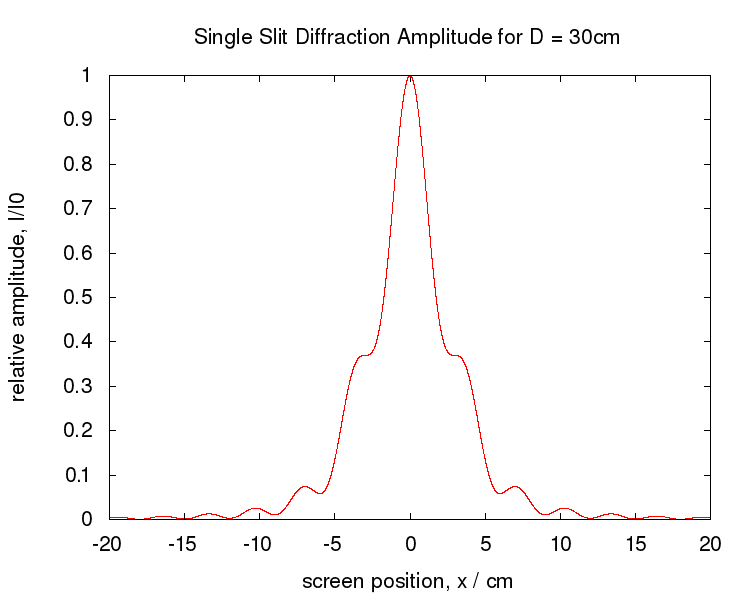 Single Slit Diffraction Amplitude for D = 30cm
relative amplitude, I/I0
1
0.9
0.8
0.7
0.6
0.5
0.4
0.3
0.2
0.1
0
-20 -15 -10 -5 0 5 10 15 20
screen position, x / cm